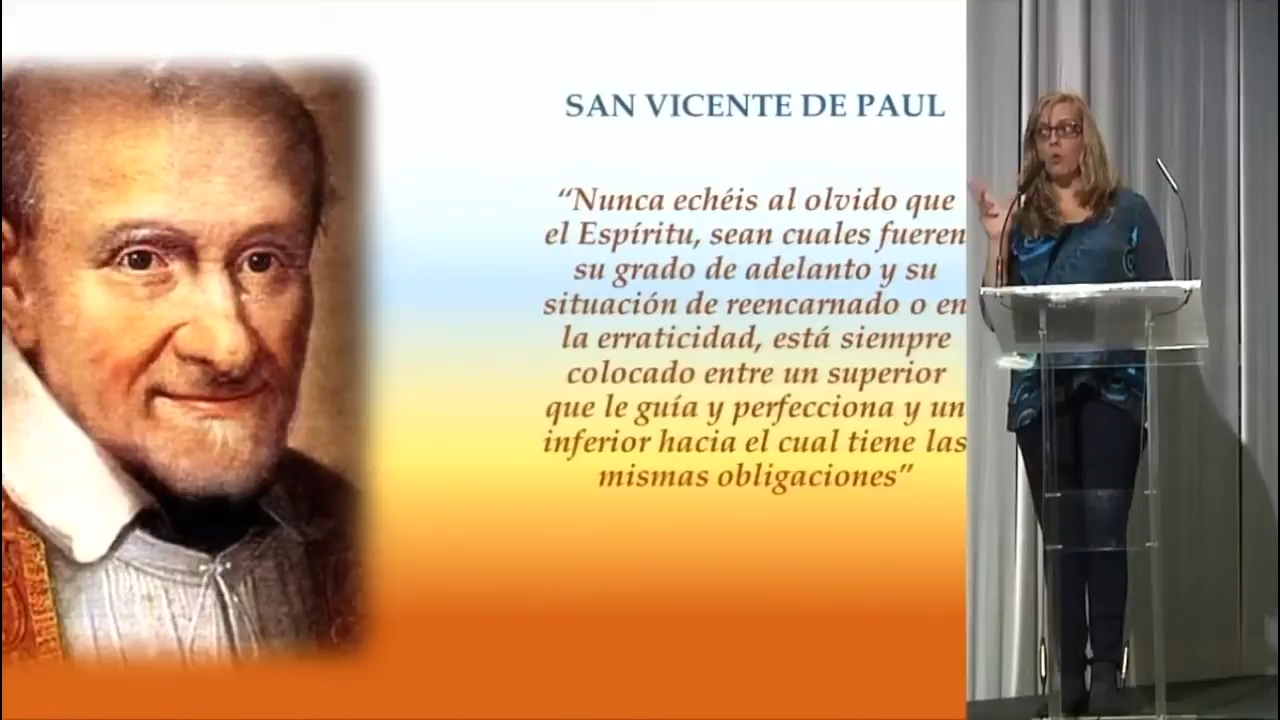 SAN VICENTE DE PAUL
“Nunca echéis al olvido que
el Espíritu, sean cuales fueren
su grado de adelanto y su
situación de reencarnado o en
la erraticidad, está siempre
colocado entre un superior
que le guía y perfecciona y un
inferior hacia el cual tiene las
mismas obligaciones”